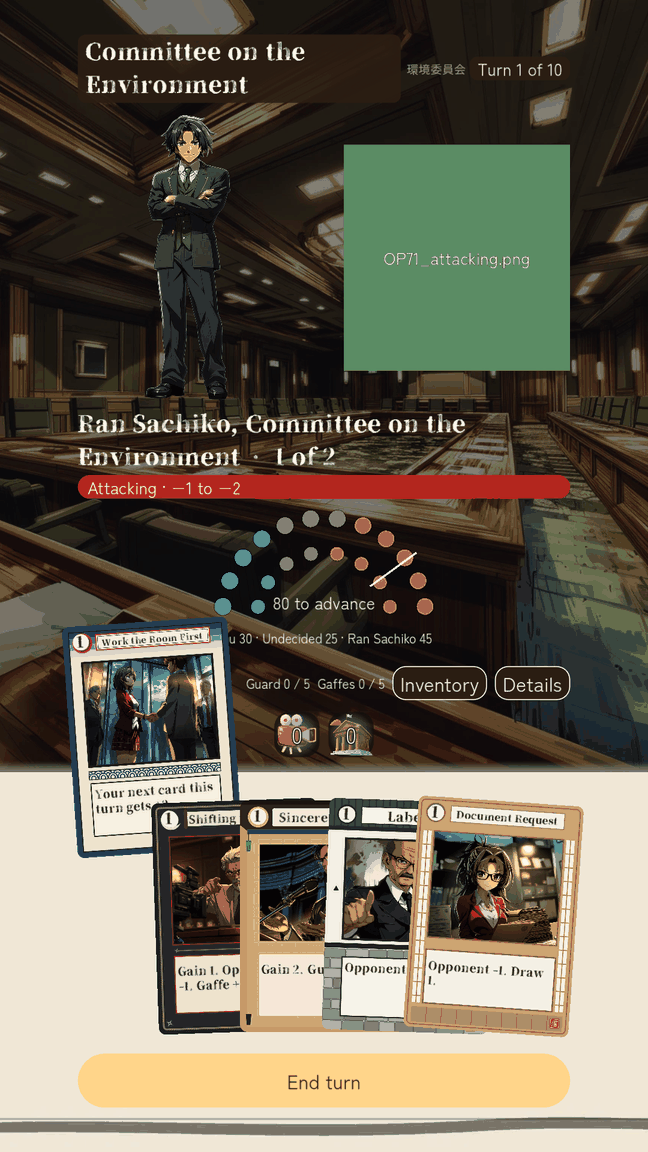 Committee on the
Environment
環境委員会
Turn 1 of 10
OP71_attacking.png
Ran Sachiko, Committee on the
Environment · 1 of 2
Attacking · −1 to −2
80 to advance
u 30 · Undecided 25 · Ran Sachiko 45
Guard 0 / 5 Gaffes 0 / 5
Inventory
Details
0
0
1 Work the Room First
Your next card this
turn gets
1 Shifting
Gain 1. Op
-1. Gaffe +
1 Sincere
Gain 2. Gu
1 Labe
Opponent
1 Document Request
Opponent -1. Draw
1.
End turn